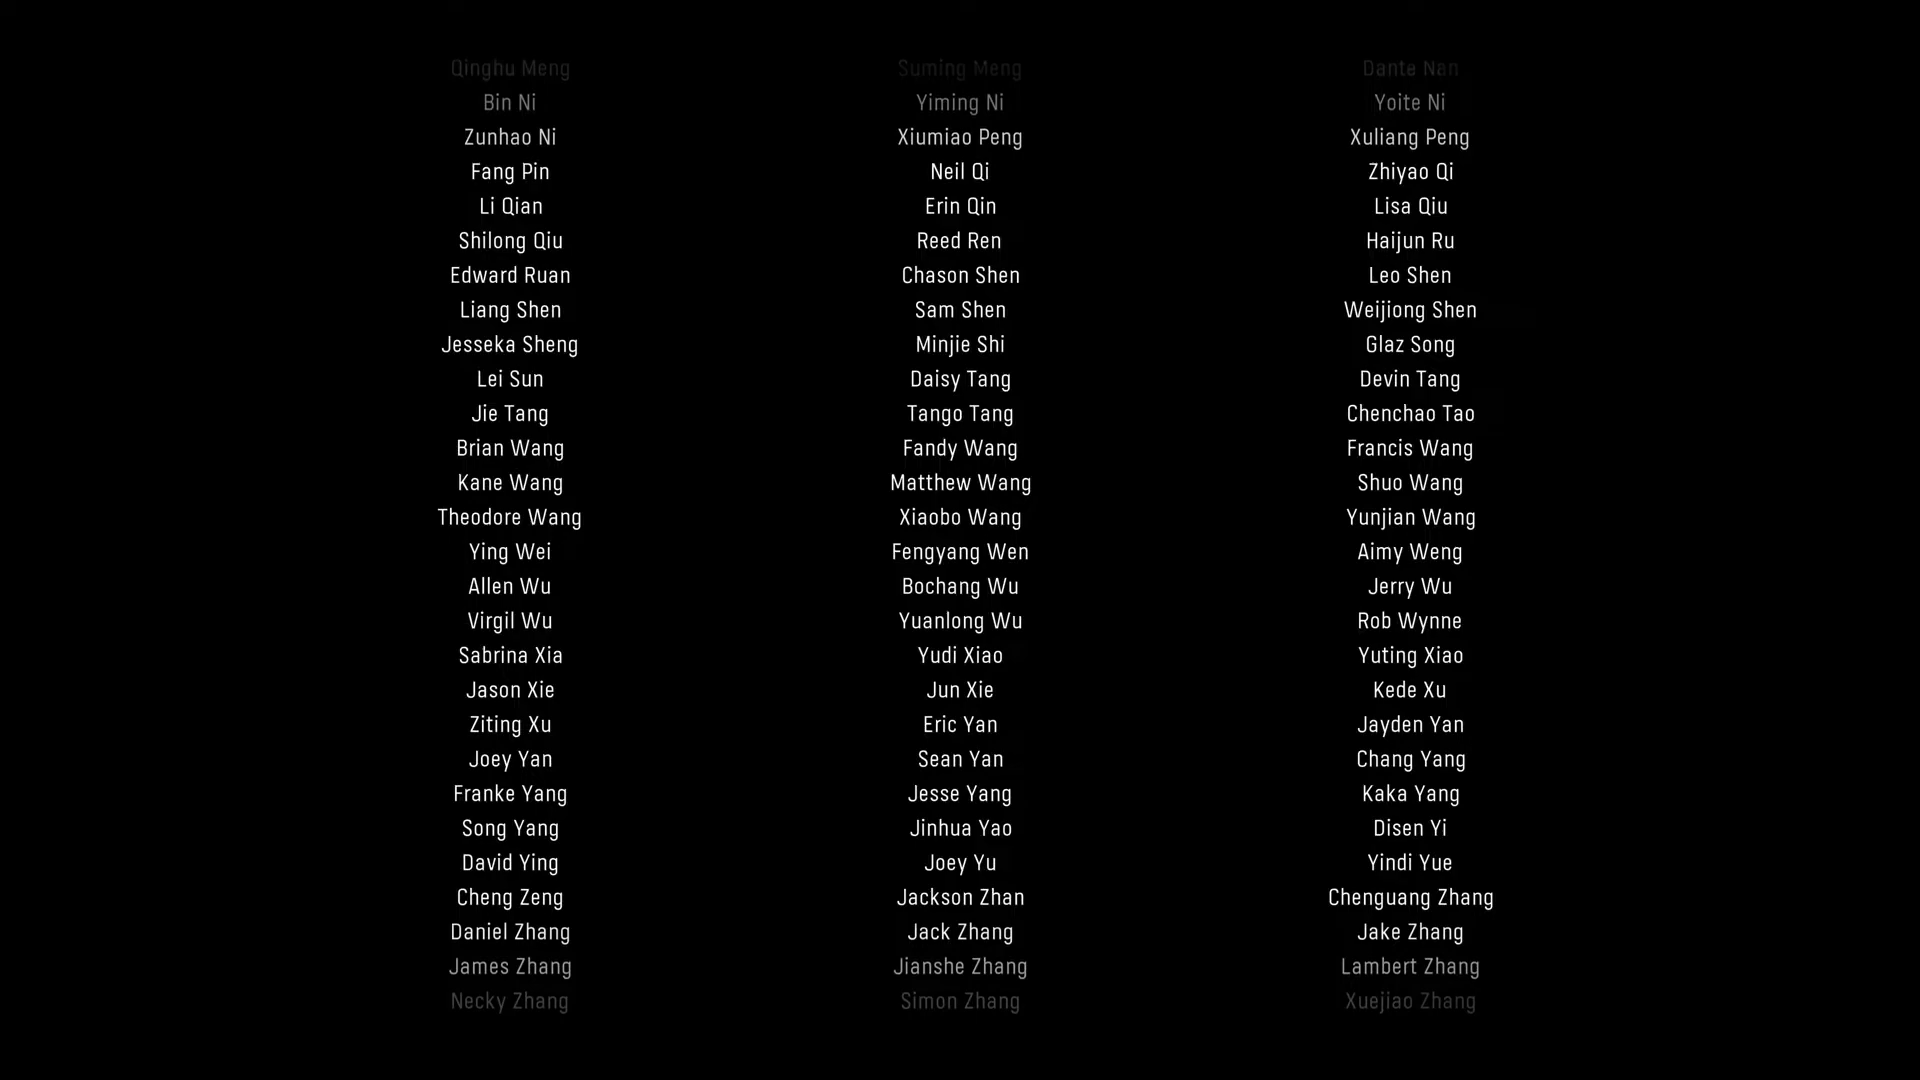 Qinghu Meng Suming Meng Dante Nan
Bin Ni Yiming Ni Yoite Ni
Zunhao Ni Xiumiao Peng Xuliang Peng
Fang Pin Neil Qi Zhiyao Qi
Li Qian Erin Qin Lisa Qiu
Shilong Qiu Reed Ren Haijun Ru
Edward Ruan Chason Shen Leo Shen
Liang Shen Sam Shen Weijiong Shen
Jesseka Sheng Minjie Shi Glaz Song
Lei Sun Daisy Tang Devin Tang
Jie Tang Tango Tang Chenchao Tao
Brian Wang Fandy Wang Francis Wang
Kane Wang Matthew Wang Shuo Wang
Theodore Wang Xiaobo Wang Yunjian Wang
Ying Wei Fengyang Wen Aimy Weng
Allen Wu Bochang Wu Jerry Wu
Virgil Wu Yuanlong Wu Rob Wynne
Sabrina Xia Yudi Xiao Yuting Xiao
Jason Xie Jun Xie Kede Xu
Ziting Xu Eric Yan Jayden Yan
Joey Yan Sean Yan Chang Yang
Franke Yang Jesse Yang Kaka Yang
Song Yang Jinhua Yao Disen Yi
David Ying Joey Yu Yindi Yue
Cheng Zeng Jackson Zhan Chenguang Zhang
Daniel Zhang Jack Zhang Jake Zhang
James Zhang Jianshe Zhang Lambert Zhang
Necky Zhang Simon Zhang Xuejiao Zhang